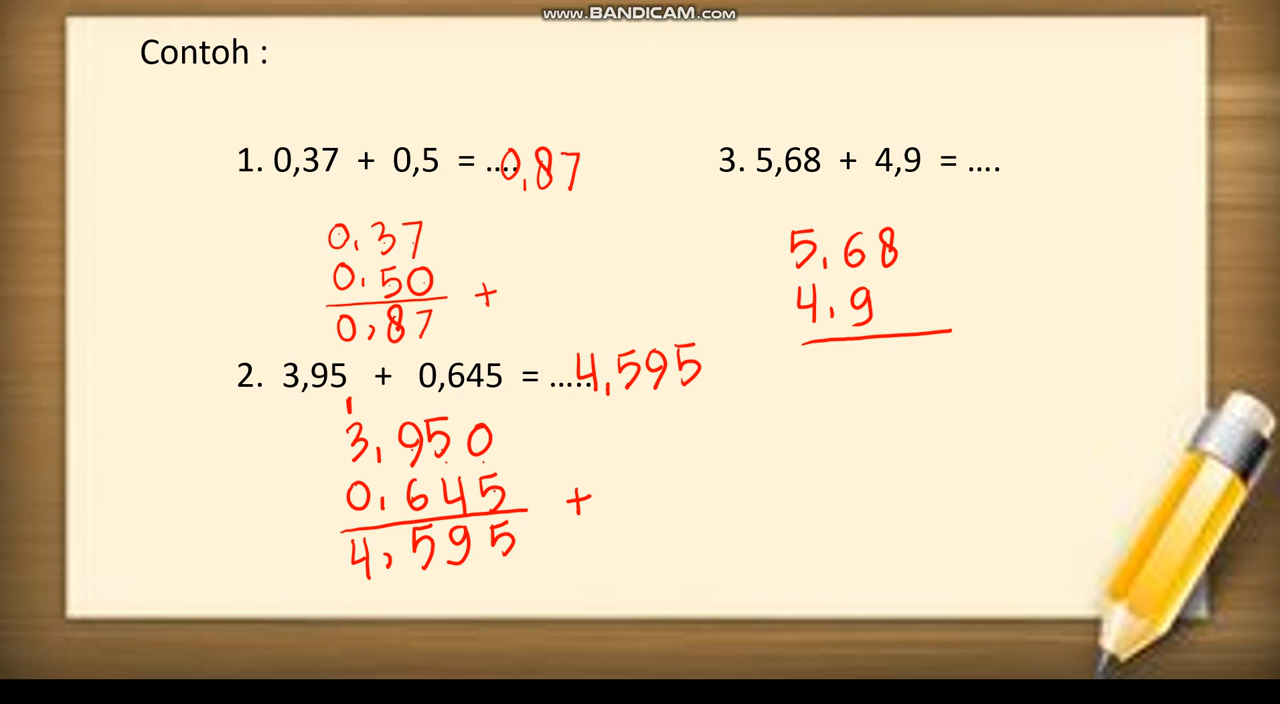 www.BANDICAM.com
Contoh :
1. 0,37 + 0,5 = .... 0,87
0,37
0,50 +
0,87
2. 3,95 + 0,645 = ..... 4,595
1
3,950
0,645 +
4,595
3. 5,68 + 4,9 = ....
5,68
4,9